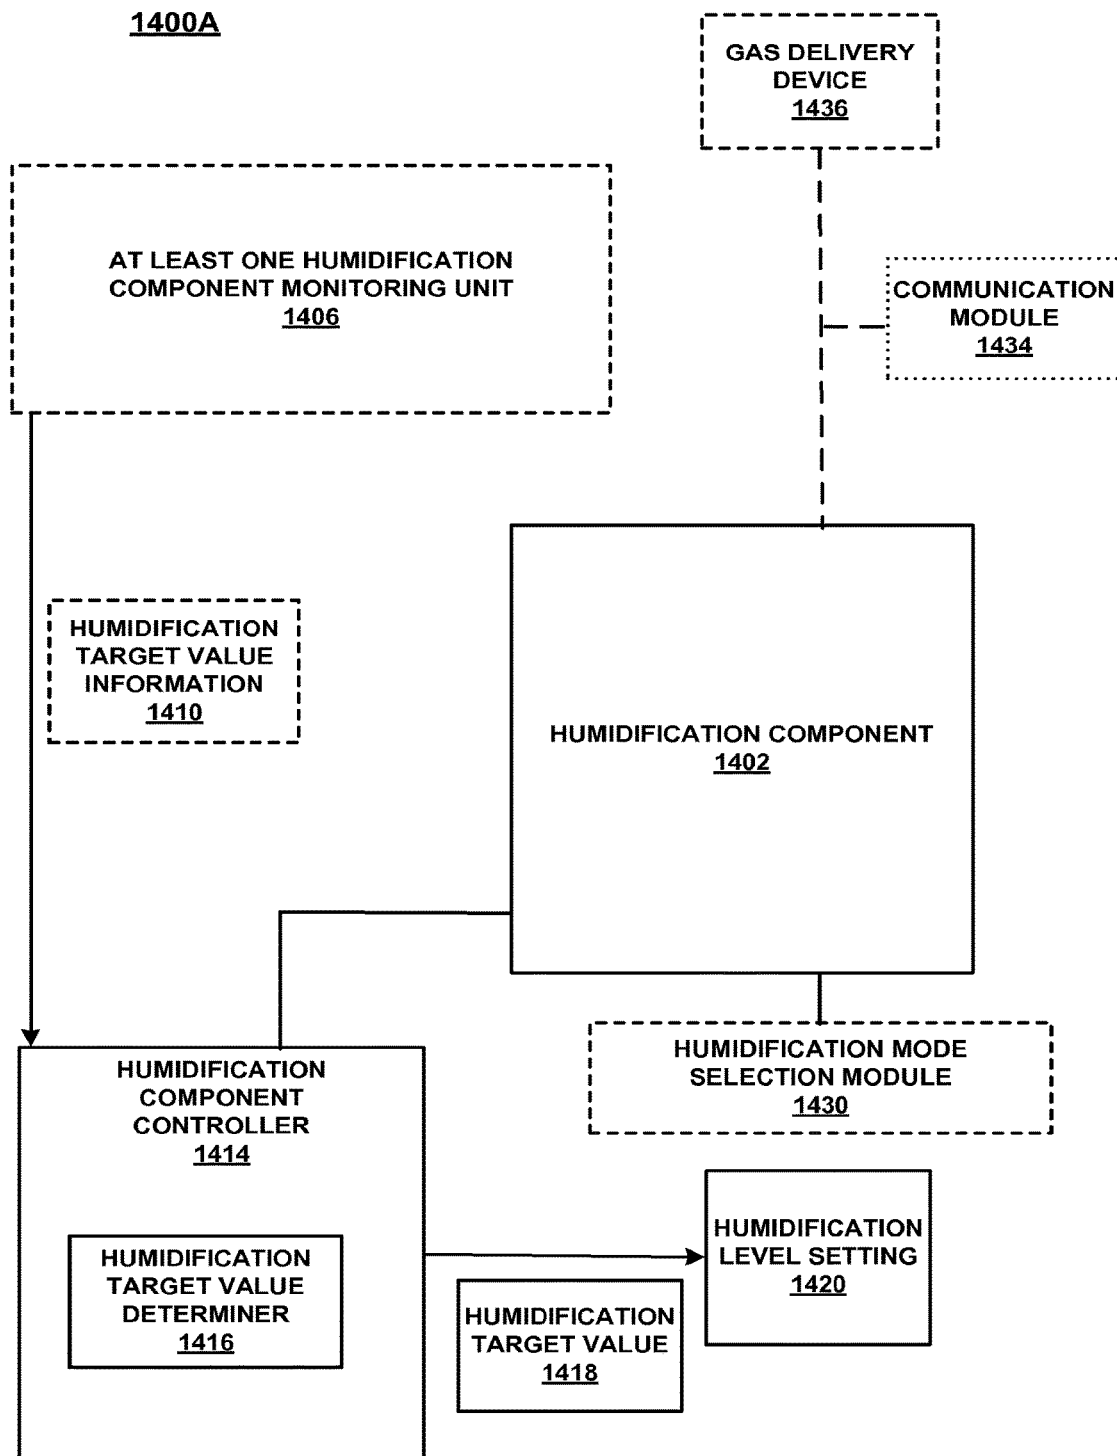 1400A
GAS DELIVERY
DEVICE
1436
AT LEAST ONE HUMIDIFICATION
COMPONENT MONITORING UNIT
1406
COMMUNICATION
MODULE
1434
HUMIDIFICATION
TARGET VALUE
INFORMATION
1410
HUMIDIFICATION COMPONENT
1402
HUMIDIFICATION MODE
SELECTION MODULE
1430
HUMIDIFICATION
COMPONENT
CONTROLLER
1414
HUMIDIFICATION
TARGET VALUE
DETERMINER
1416
HUMIDIFICATION
TARGET VALUE
1418
HUMIDIFICATION
LEVEL SETTING
1420